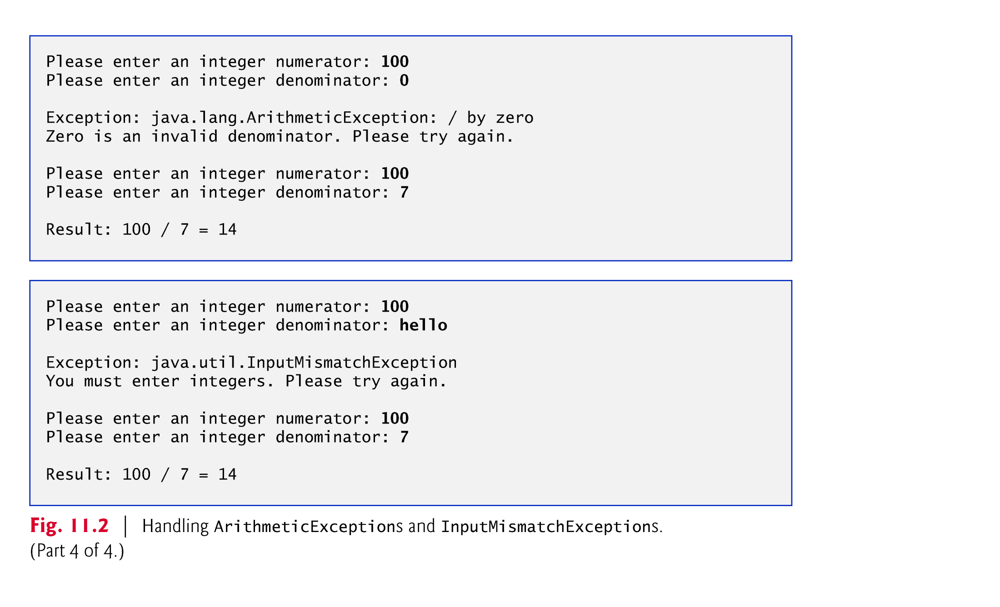 Please enter an integer numerator: 100
Please enter an integer denominator: 0
Exception: java.lang.ArithmeticException: / by zero
Zero is an invalid denominator. Please try again.
Please enter an integer numerator: 100
Please enter an integer denominator: 7
Result: 100 / 7 = 14
Please enter an integer numerator: 100
Please enter an integer denominator: hello
Exception: java.util.InputMismatchException
You must enter integers. Please try again.
Please enter an integer numerator: 100
Please enter an integer denominator: 7
Result: 100 / 7 = 14
Fig. 11.2 | Handling ArithmeticExceptions and InputMismatchExceptions.
(Part 4 of 4.)